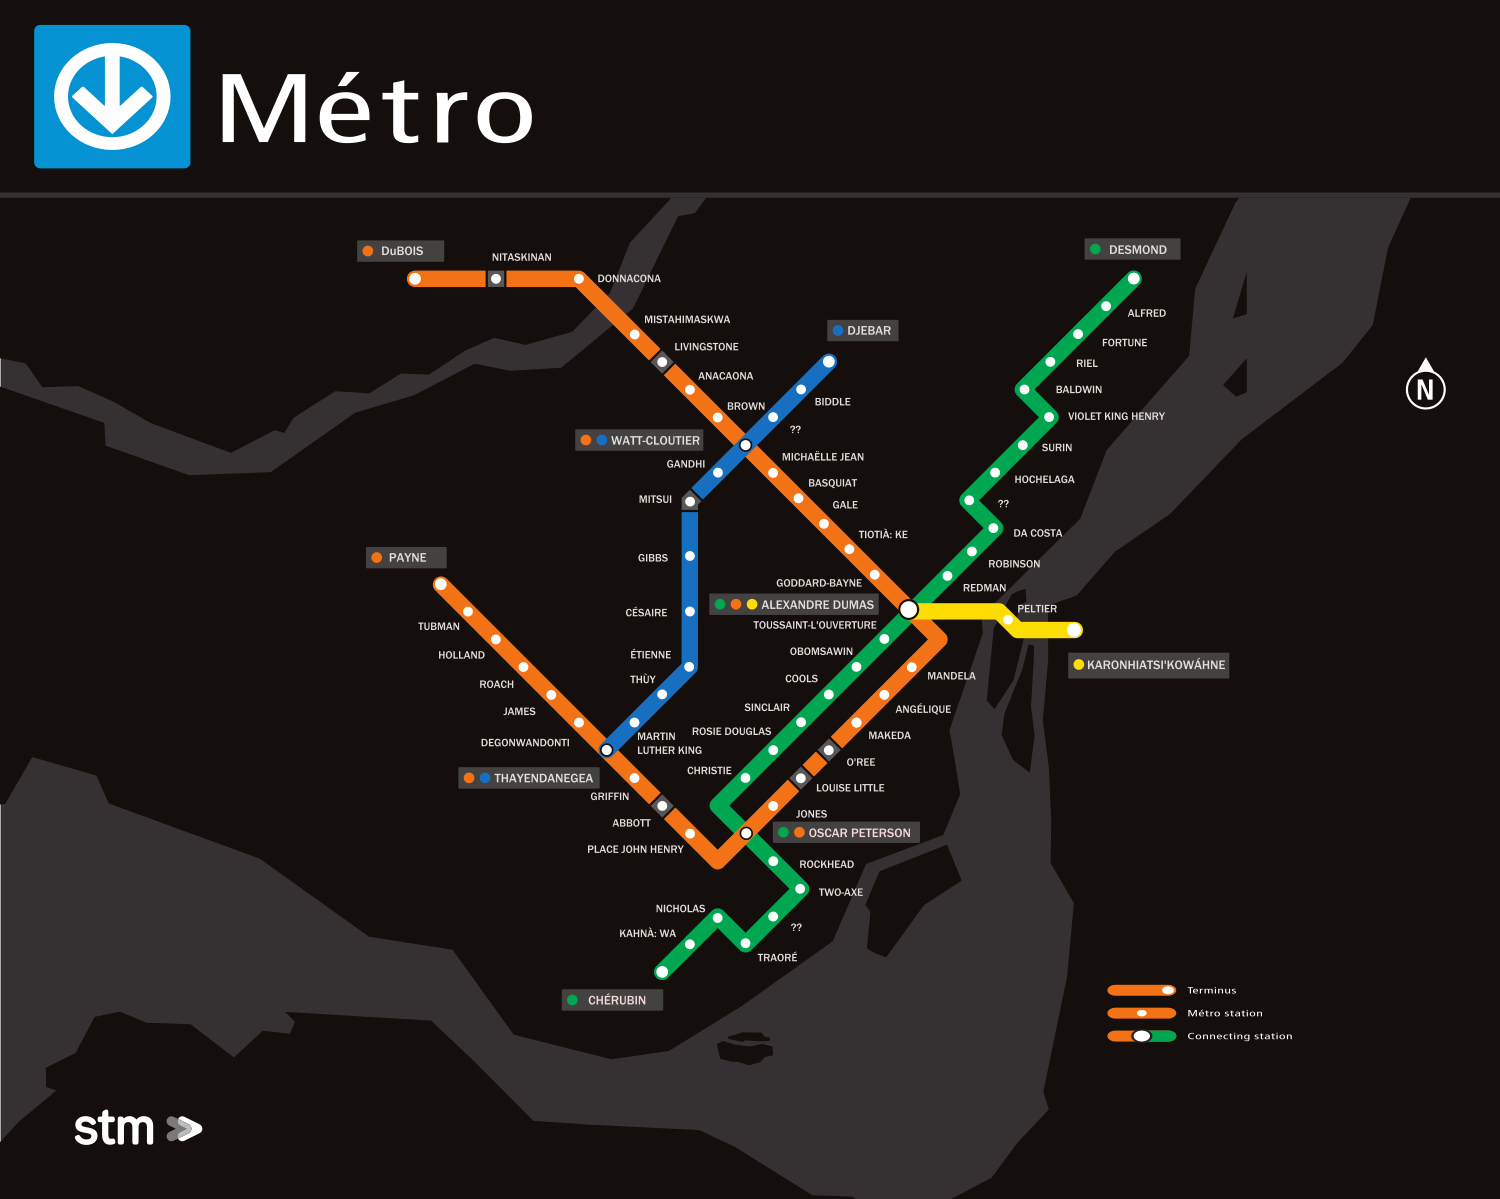 Métro
DuBOIS
NITASKINAN
DONNACONA
MISTAHIMASKWA
LIVINGSTONE
ANACAONA
BROWN
DJEBAR
BIDDLE
??
WATT-CLOUTIER
GANDHI
MITSUI
GIBBS
CÉSAIRE
ÉTIENNE
THÙY
MARTIN
LUTHER KING
MICHAËLLE JEAN
BASQUIAT
GALE
TIOTIÀ: KE
GODDARD-BAYNE
ALEXANDRE DUMAS
TOUSSAINT-L'OUVERTURE
OBOMSAWIN
COOLS
SINCLAIR
ROSIE DOUGLAS
CHRISTIE
DESMOND
ALFRED
FORTUNE
RIEL
BALDWIN
VIOLET KING HENRY
SURIN
HOCHELAGA
??
DA COSTA
ROBINSON
REDMAN
PELTIER
KARONHIATSI'KOWÁHNE
N
MANDELA
ANGÉLIQUE
MAKEDA
O'REE
LOUISE LITTLE
JONES
OSCAR PETERSON
ROCKHEAD
TWO-AXE
??
TRAORÉ
NICHOLAS
KAHNÀ: WA
CHÉRUBIN
PAYNE
TUBMAN
HOLLAND
ROACH
JAMES
DEGONWANDONTI
THAYENDANEGEA
GRIFFIN
ABBOTT
PLACE JOHN HENRY
Terminus
Métro station
Connecting station
stm